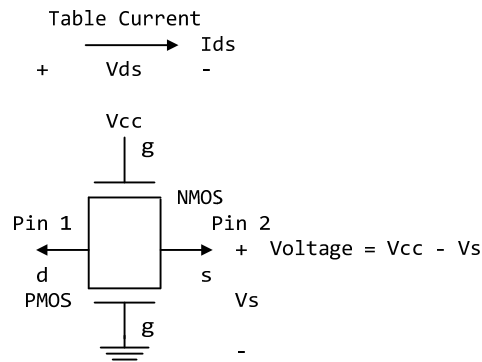 Table Current
Ids
+ Vds -
Vcc
g
NMOS
Pin 1 Pin 2
+ Voltage = Vcc - Vs
d s
PMOS Vs
g
-